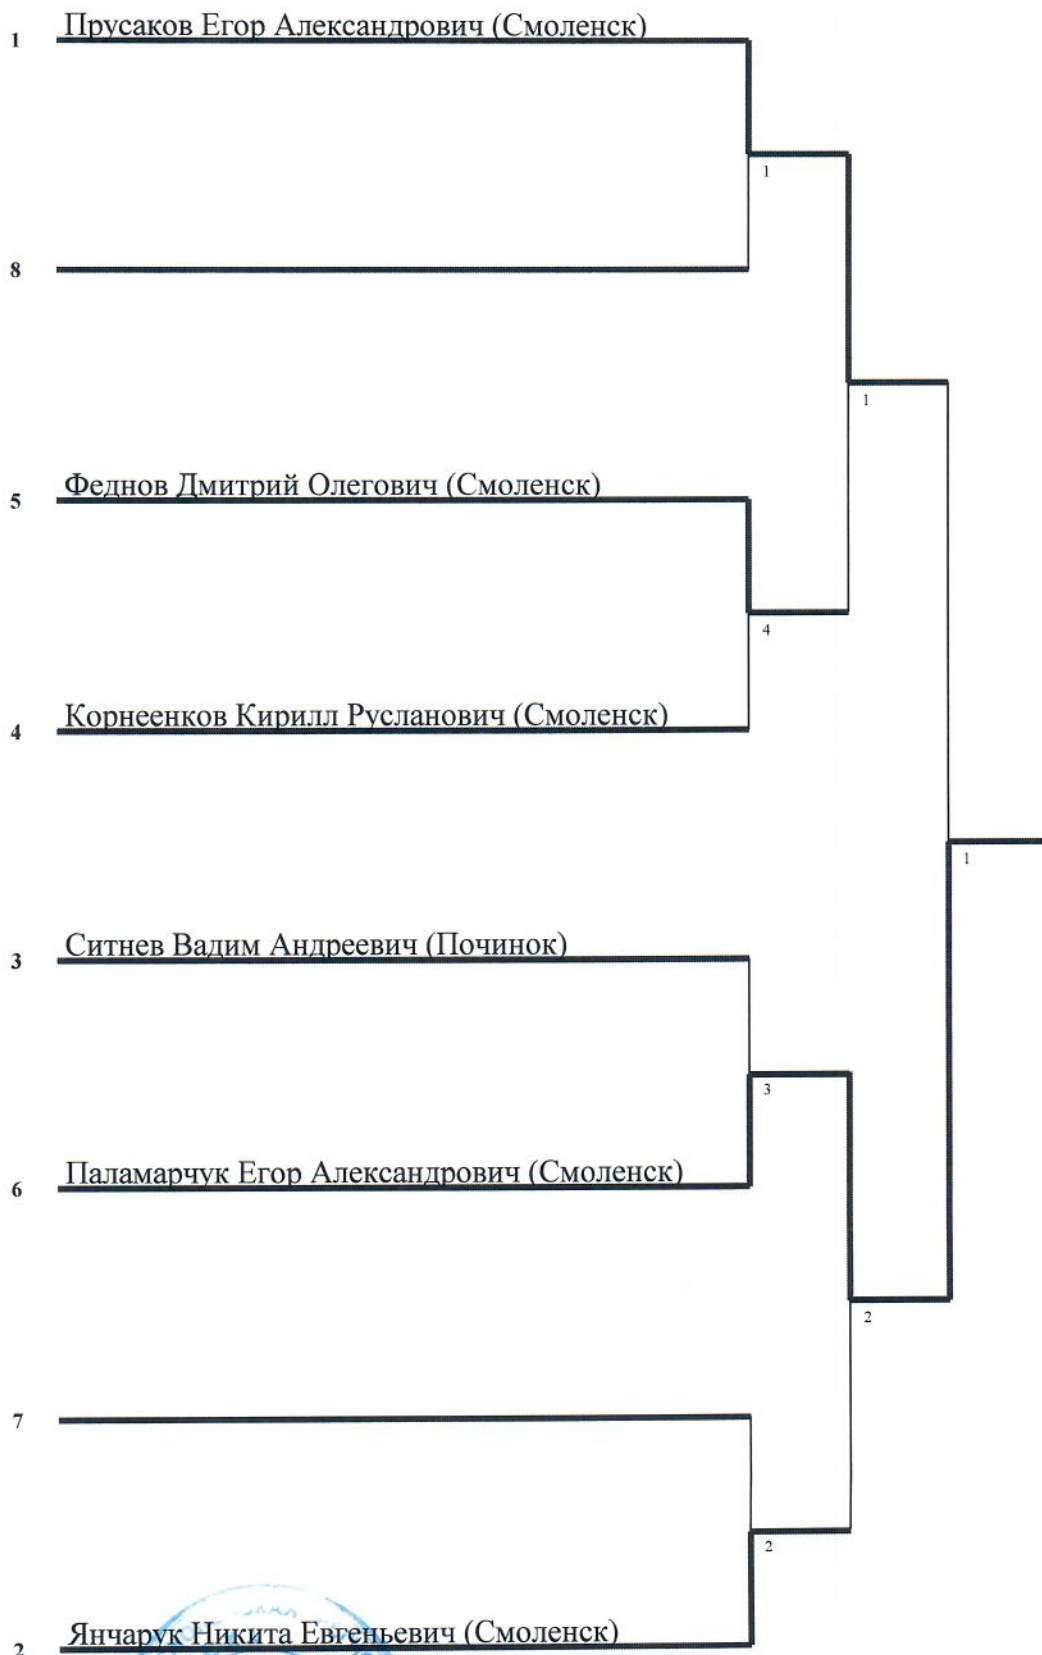 1 Прусаков Егор Александрович (Смоленск)
1
8
1
5 Феднов Дмитрий Олегович (Смоленск)
4
4 Корнеенков Кирилл Русланович (Смоленск)
1
3 Ситнев Вадим Андреевич (Починок)
3
6 Паламарчук Егор Александрович (Смоленск)
2
7
2
2 Янчарук Никита Евгеньевич (Смоленск)